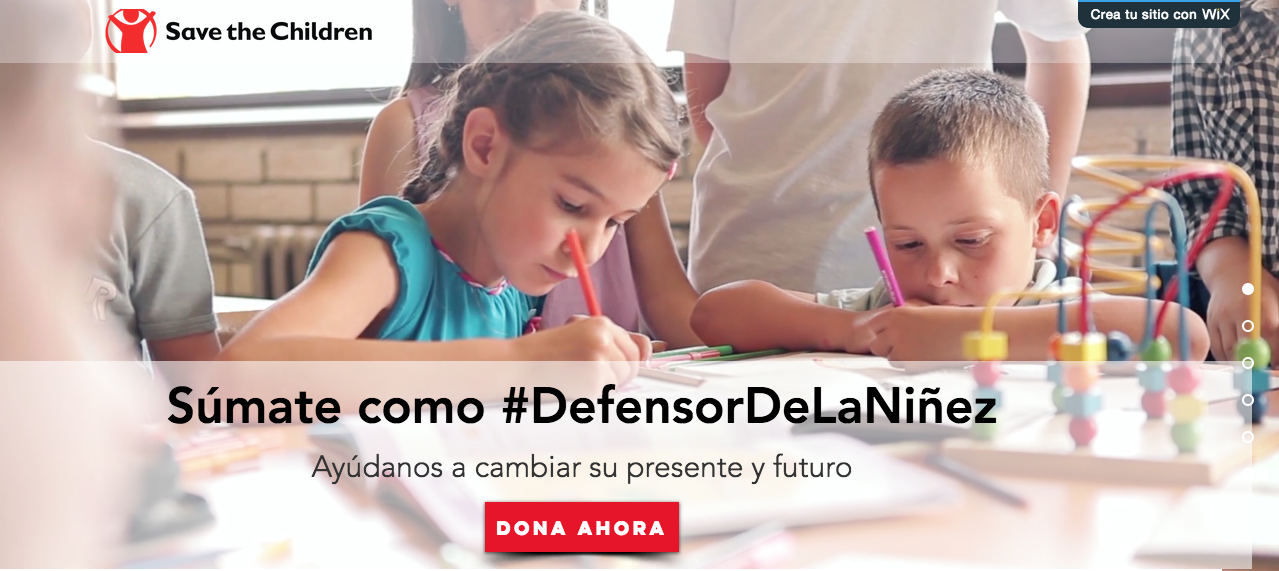 Save the Children
Crea tu sitio con WiX
R
Súmate como #DefensorDeLaNiñez
Ayúdanos a cambiar su presente y futuro
DONA AHORA